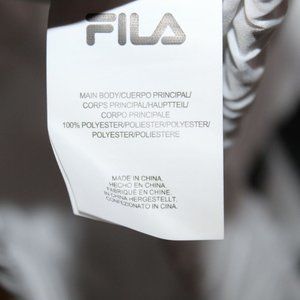 FILA
MAIN BODY/CUERPO PRINCIPAL/
CORPS PRINCIPAL/HAUPTTEIL/
CORPO PRINCIPALE
100% POLYESTER/POLIESTER/POLYESTER/
POLYESTER/POLIESTERE
MADE IN CHINA.
HECHO EN CHINA.
FABRIQUÉ EN CHINE.
IN CHINA HERGESTELLT.
CONFEZIONATO IN CINA.